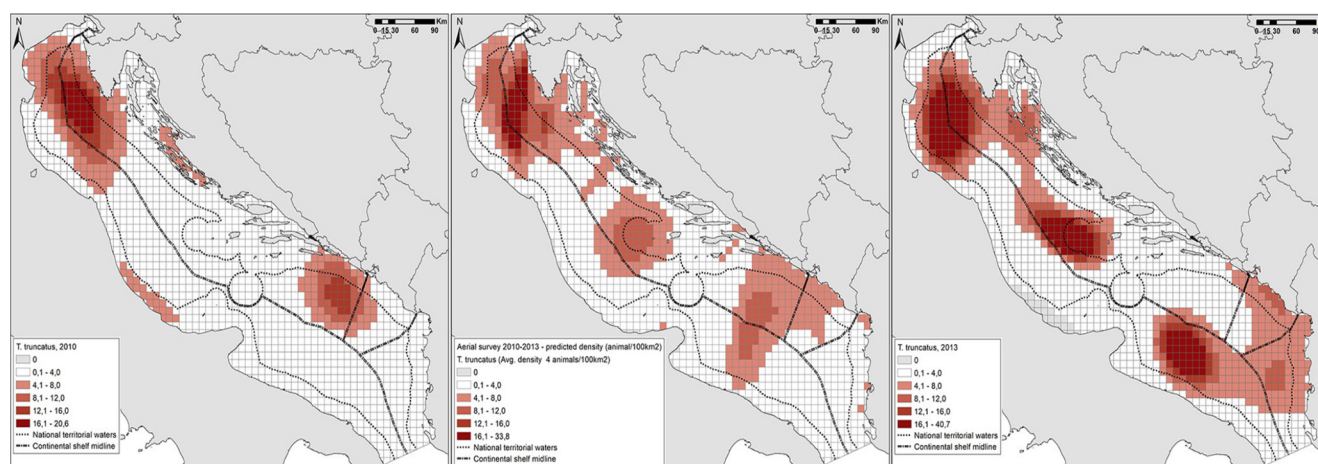 N
Km
0 15 30 60 90
T. truncatus, 2010
0
0,1 - 4,0
4,1 - 8,0
8,1 - 12,0
12,1 - 16,0
16,1 - 20,6
National territorial waters
Continental shelf midline
N
Km
0 15 30 60 90
Aerial survey 2010-2013 - predicted density (animal/100km2)
T. truncatus (Avg. density 4 animals/100km2)
0
0,1 - 4,0
4,1 - 8,0
8,1 - 12,0
12,1 - 16,0
16,1 - 33,8
National territorial waters
Continental shelf midline
N
Km
0 15 30 60 90
T. truncatus, 2013
0
0,1 - 4,0
4,1 - 8,0
8,1 - 12,0
12,1 - 16,0
16,1 - 40,7
National territorial waters
Continental shelf midline